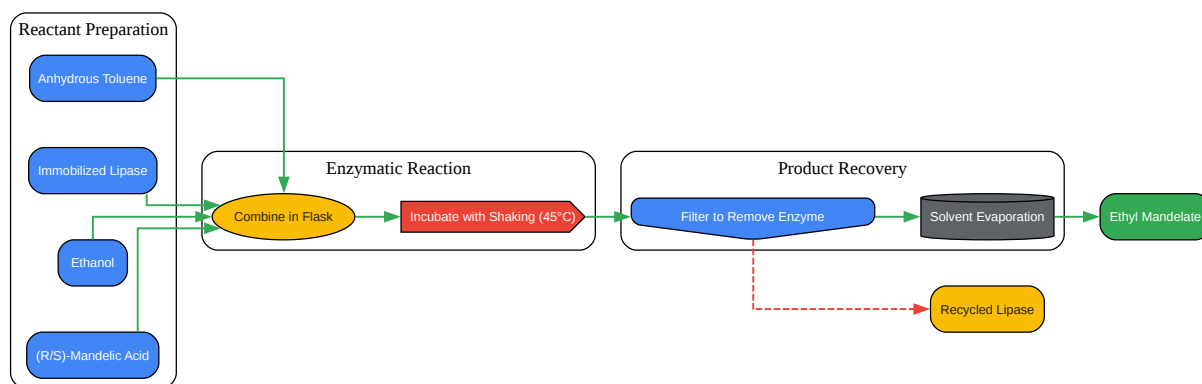 Reactant Preparation
Anhydrous Toluene
Immobilized Lipase
Ethanol
(R/S)-Mandelic Acid
Enzymatic Reaction
Combine in Flask
Incubate with Shaking (45°C)
Product Recovery
Filter to Remove Enzyme
Solvent Evaporation
Ethyl Mandelate
Recycled Lipase